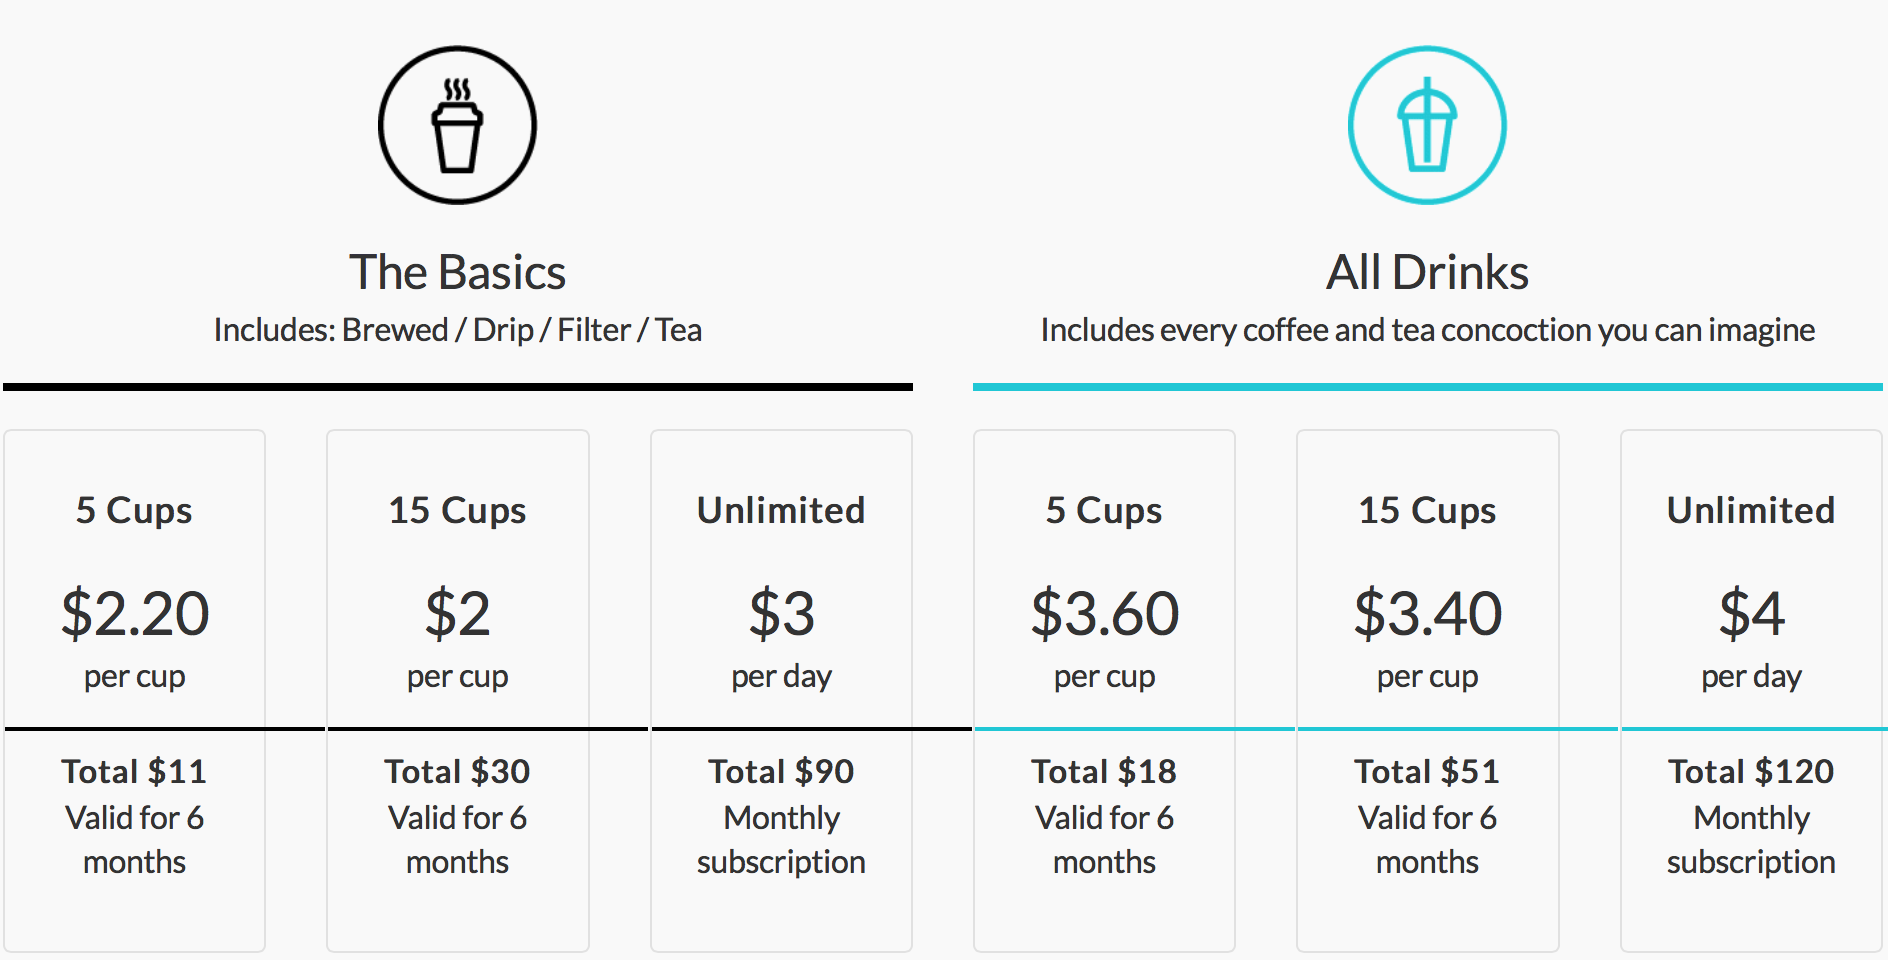 The Basics
Includes: Brewed / Drip / Filter / Tea
5 Cups
$2.20
per cup
Total $11
Valid for 6
months
15 Cups
$2
per cup
Total $30
Valid for 6
months
Unlimited
$3
per day
Total $90
Monthly
subscription
All Drinks
Includes every coffee and tea concoction you can imagine
5 Cups
$3.60
per cup
Total $18
Valid for 6
months
15 Cups
$3.40
per cup
Total $51
Valid for 6
months
Unlimited
$4
per day
Total $120
Monthly
subscription